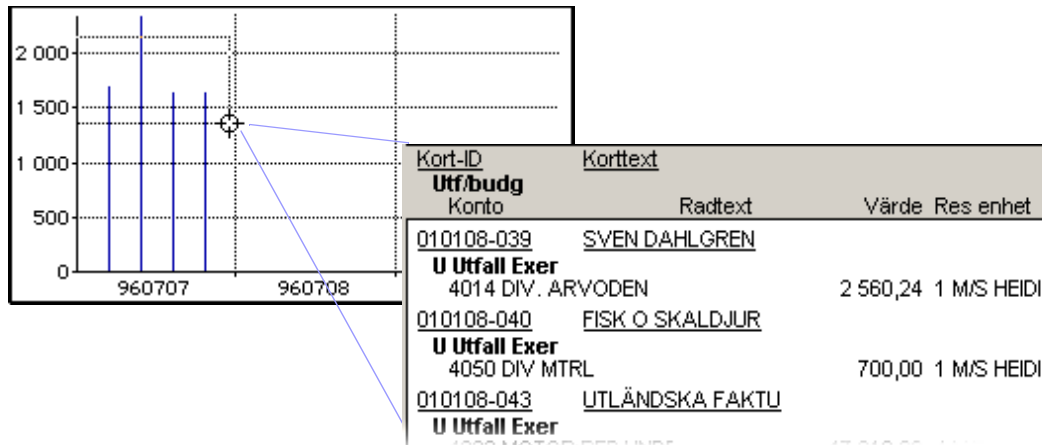 2 000
1 500
1 000
500
0
960707 960708
Kort-ID Korttext
Utf/budg
Konto Radtext Värde Res enhet
010108-039 SVEN DAHLGREN
U Utfall Exer
4014 DIV. ARVODEN 2 560,24 1 M/S HEIDI
010108-040 FISK O SKALDJUR
U Utfall Exer
4050 DIV MTRL 700,00 1 M/S HEIDI
010108-043 UTLÄNDSKA FAKTU
U Utfall Exer